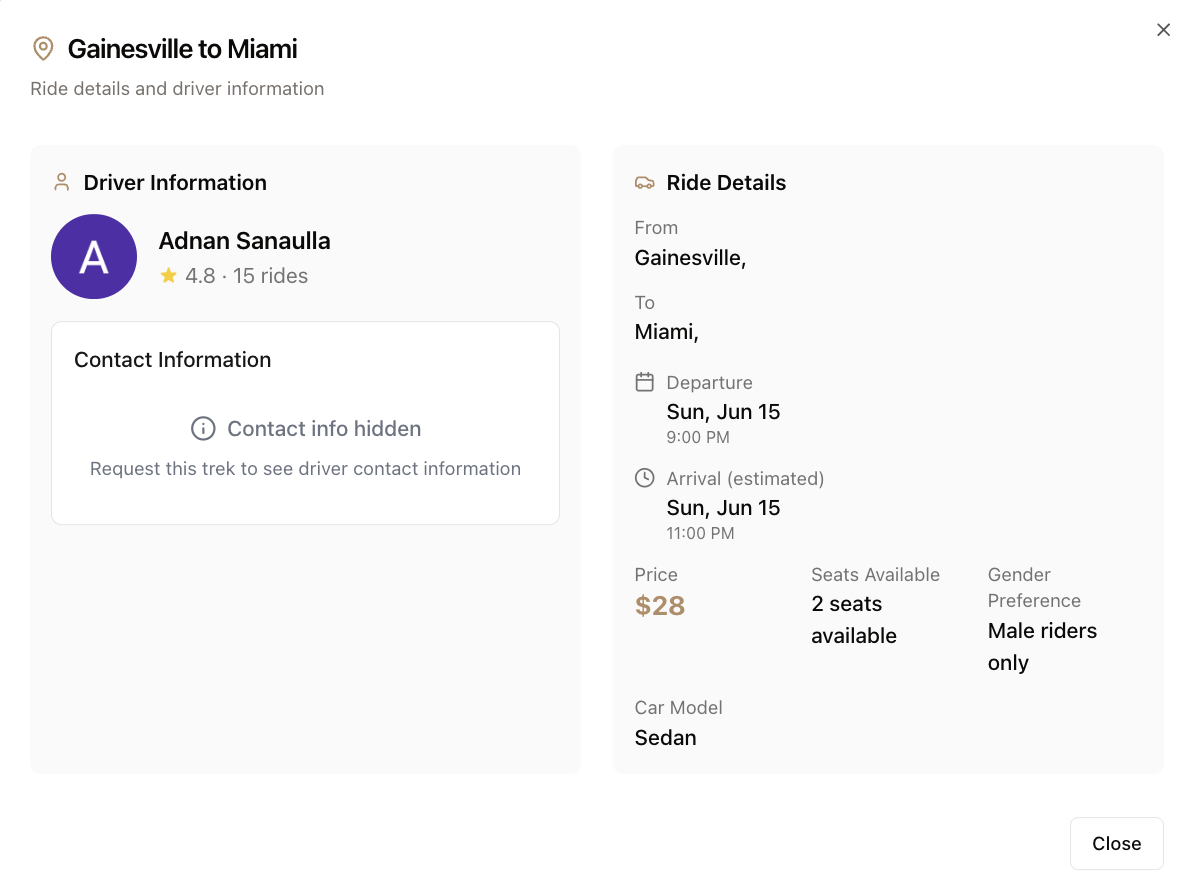 Gainesville to Miami
Ride details and driver information
Driver Information
A
Adnan Sanaulla
4.8 · 15 rides
Contact Information
Contact info hidden
Request this trek to see driver contact information
Ride Details
From
Gainesville,
To
Miami,
Departure
Sun, Jun 15
9:00 PM
Arrival (estimated)
Sun, Jun 15
11:00 PM
Price
$28
Seats Available
2 seats
available
Gender
Preference
Male riders
only
Car Model
Sedan
Close